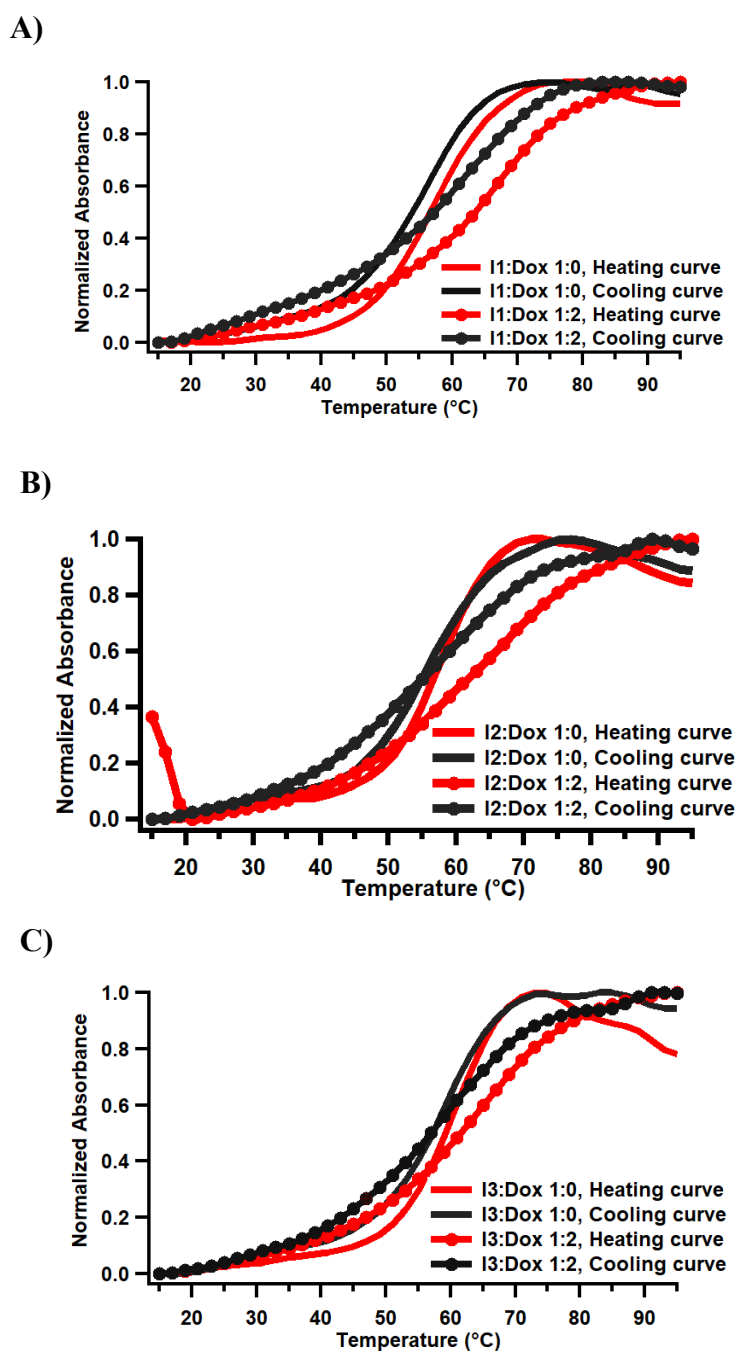 A)
Normalized Absorbance
1.0
0.8
0.6
0.4
0.2
0.0
I1:Dox 1:0, Heating curve
I1:Dox 1:0, Cooling curve
I1:Dox 1:2, Heating curve
I1:Dox 1:2, Cooling curve
20 30 40 50 60 70 80 90
Temperature (°C)
B)
Normalized Absorbance
1.0
0.8
0.6
0.4
0.2
0.0
I2:Dox 1:0, Heating curve
I2:Dox 1:0, Cooling curve
I2:Dox 1:2, Heating curve
I2:Dox 1:2, Cooling curve
20 30 40 50 60 70 80 90
Temperature (°C)
C)
Normalized Absorbance
1.0
0.8
0.6
0.4
0.2
0.0
I3:Dox 1:0, Heating curve
I3:Dox 1:0, Cooling curve
I3:Dox 1:2, Heating curve
I3:Dox 1:2, Cooling curve
20 30 40 50 60 70 80 90
Temperature (°C)